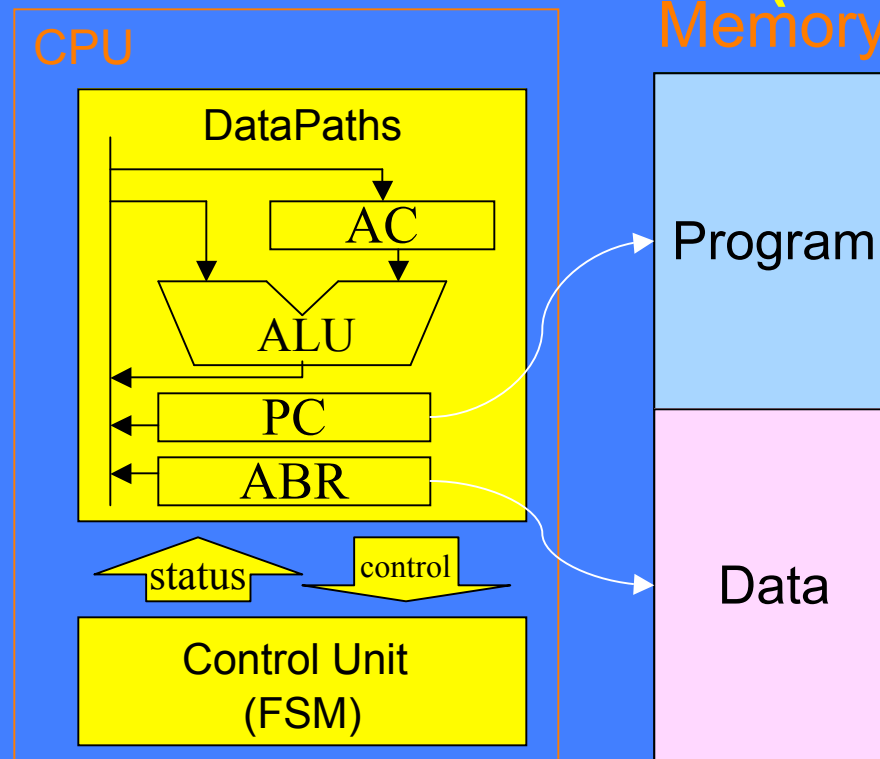 CPU
Memory
DataPaths
AC
ALU
PC
ABR
status
control
Control Unit
(FSM)
Program
Data